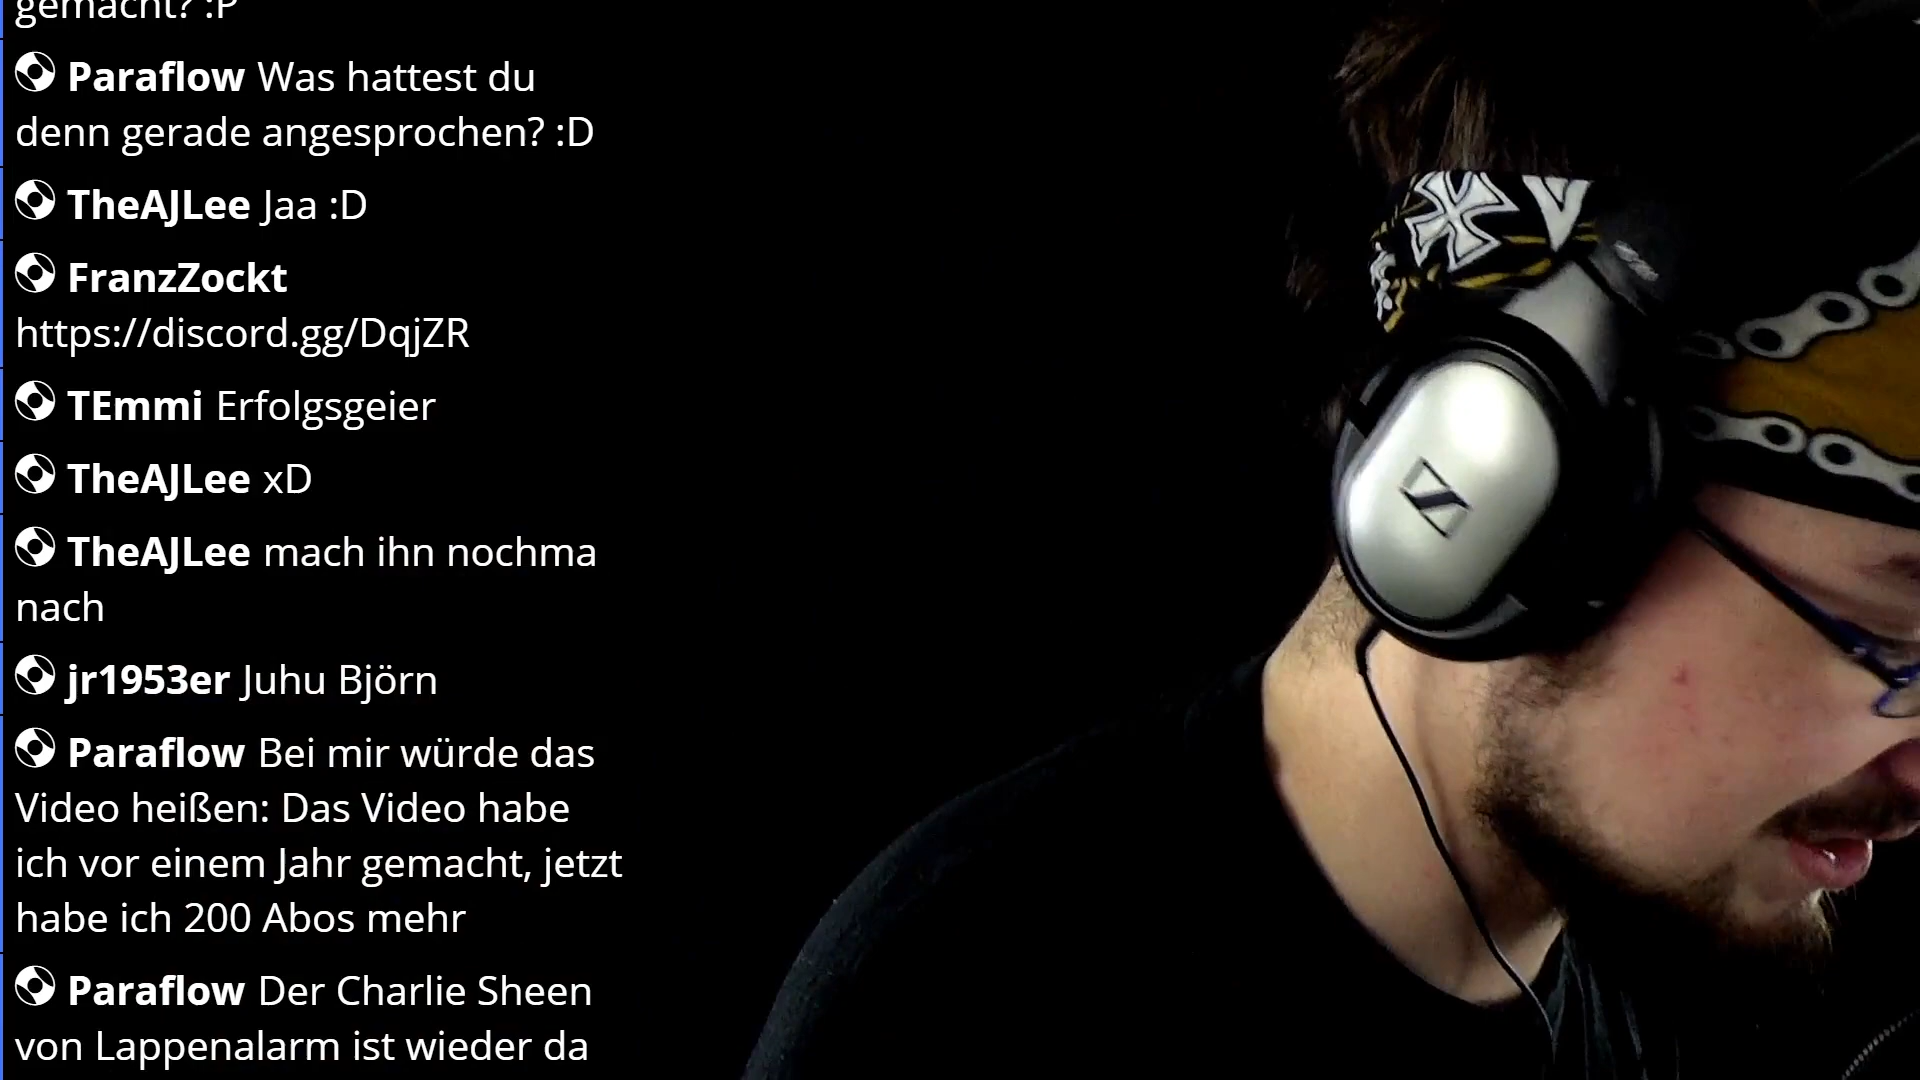 gemacht? :P
Paraflow Was hattest du
denn gerade angesprochen? :D
TheAJLee Jaa :D
FranzZockt
https://discord.gg/DqjZR
TEmmi Erfolgsgeier
TheAJLee xD
TheAJLee mach ihn nochma
nach
jr1953er Juhu Björn
Paraflow Bei mir würde das
Video heißen: Das Video habe
ich vor einem Jahr gemacht, jetzt
habe ich 200 Abos mehr
Paraflow Der Charlie Sheen
von Lappenalarm ist wieder da